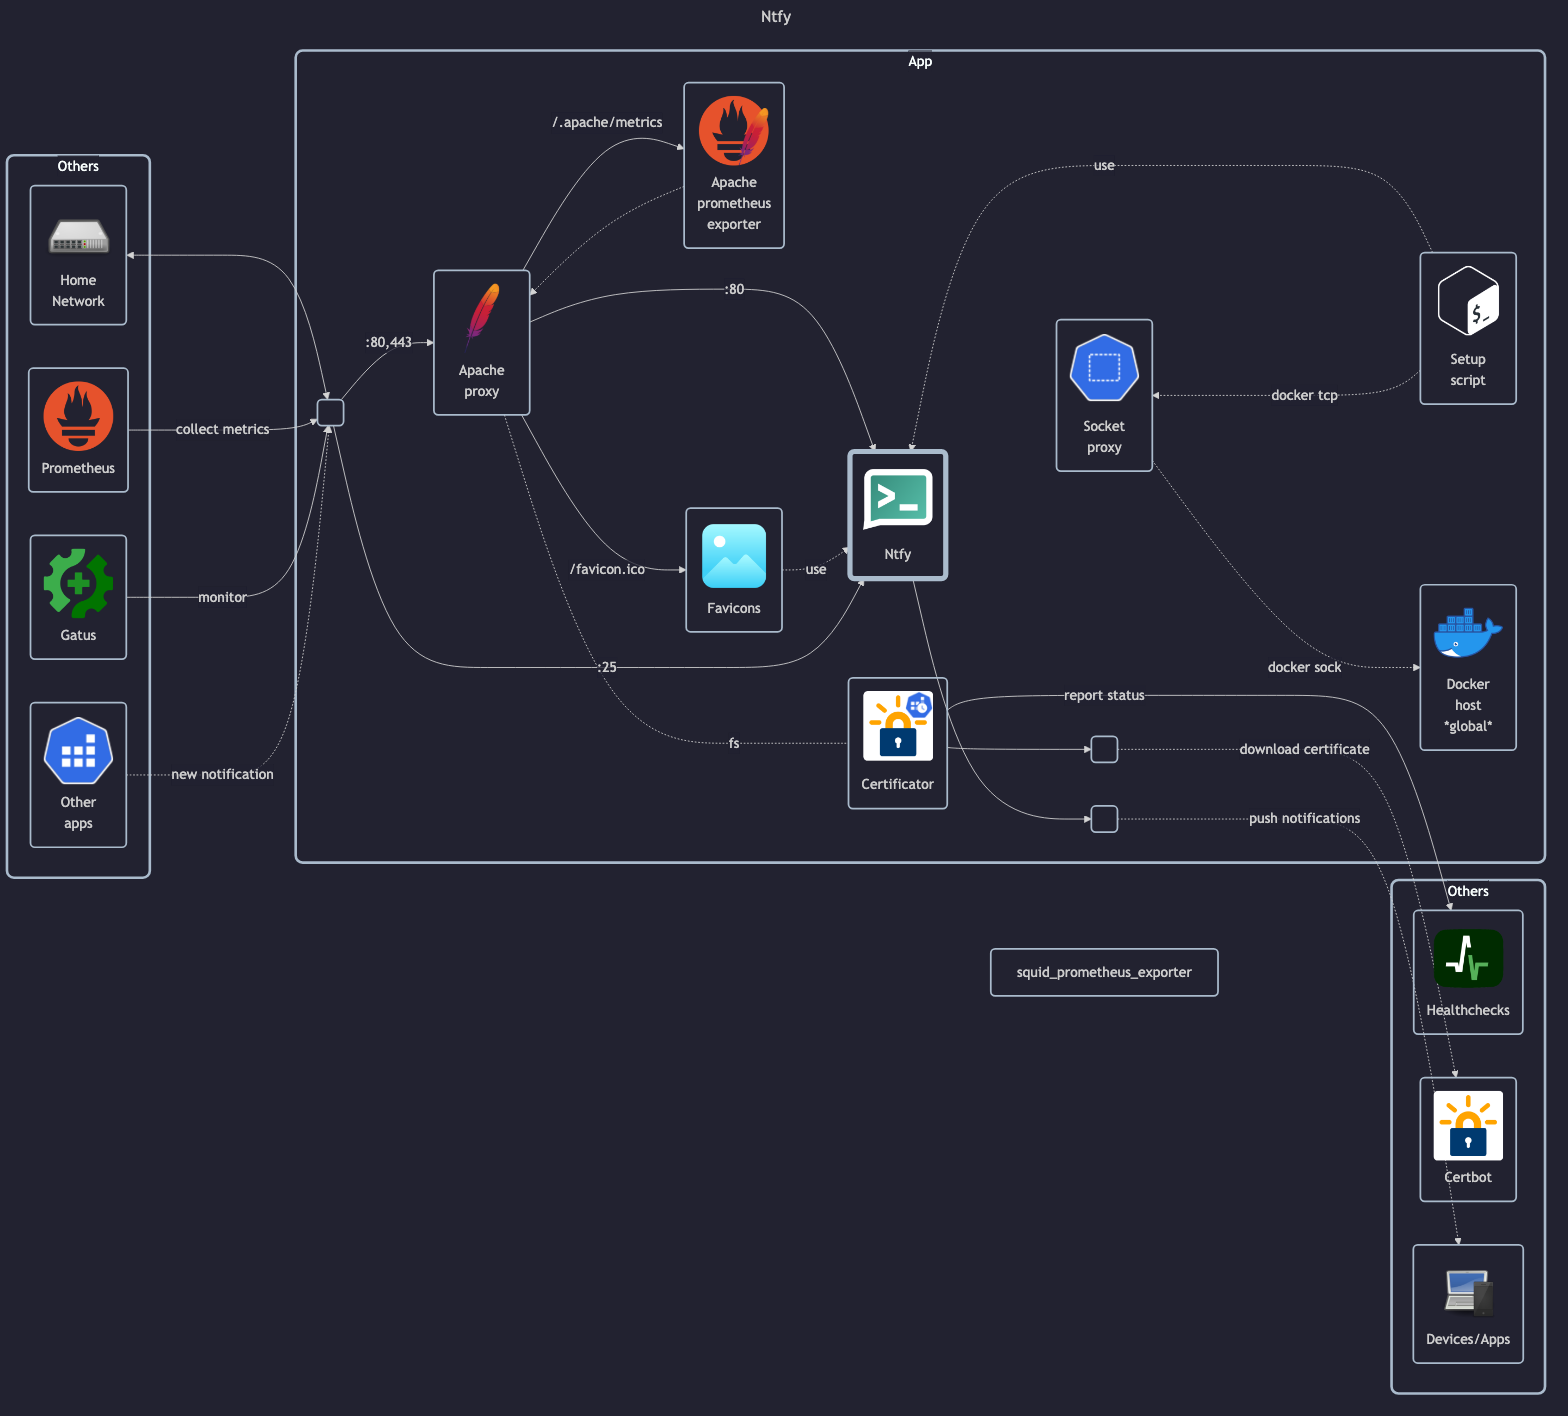 Ntfy
App
Others
Home
Network
Prometheus
Gatus
Other
apps
collect metrics
monitor
new notification
:80,443
/.apache/metrics
Apache
prometheus
exporter
Apache
proxy
:80
/favicon.ico
Favicons
use
:25
fs
Ntfy
Certificator
use
$_
Setup
script
docker tcp
Socket
proxy
docker sock
Docker
host
*global*
report status
download certificate
push notifications
squid_prometheus_exporter
Others
Healthchecks
Certbot
Devices/Apps